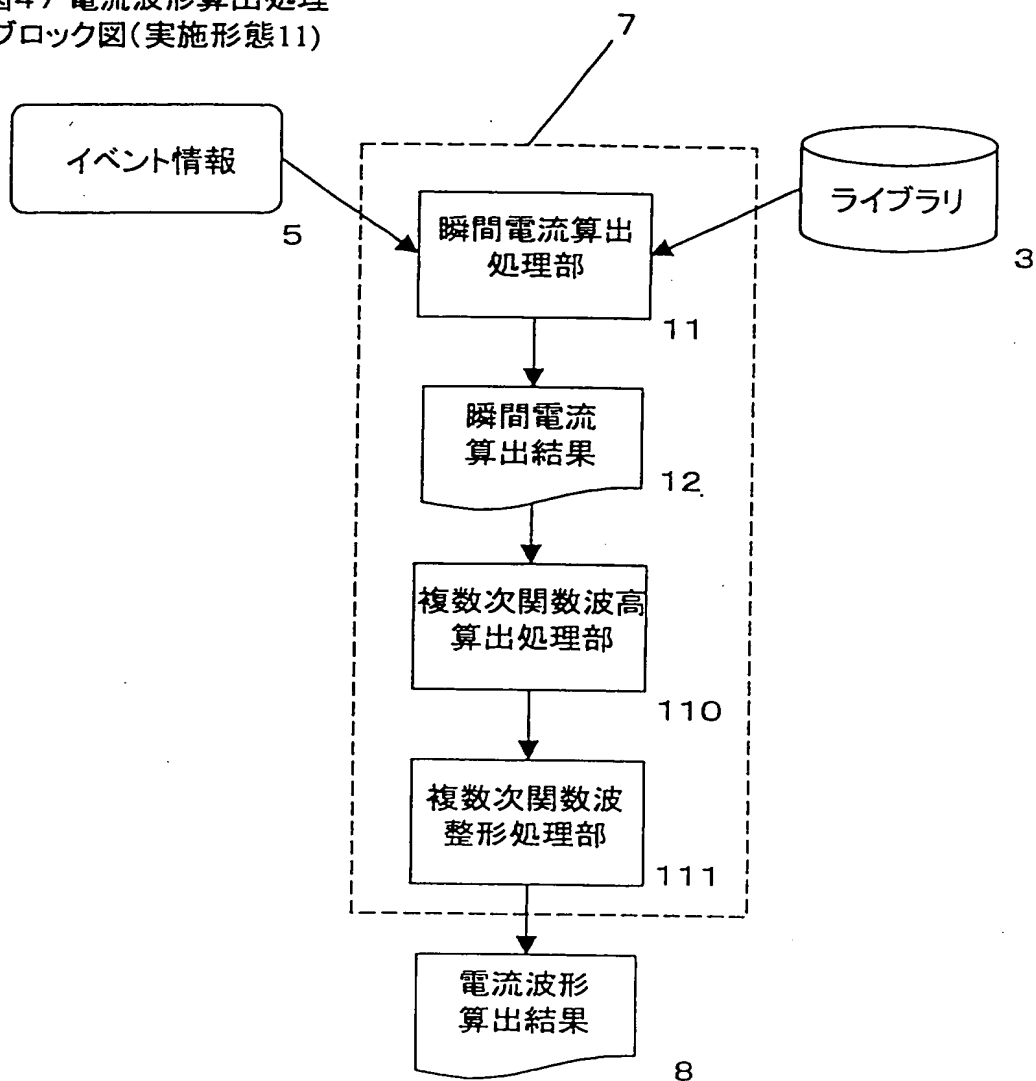 図47 電流波形算出処理
ブロック図(実施形態11)
7
イベント情報
5
ライブラリ
3
瞬間電流算出
処理部
11
瞬間電流
算出結果
12
複数次関数波高
算出処理部
110
複数次関数波
整形処理部
111
電流波形
算出結果
8